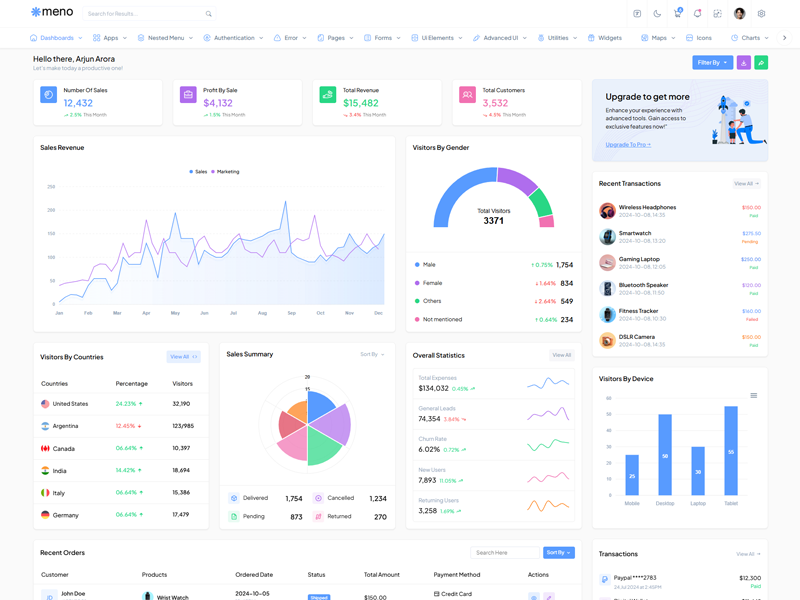 meno
Search for Results...
4
Dashboards Apps Nested Menu Authentication Error Pages Forms Ui Elements Advanced UI Utilities Widgets Maps Icons Charts
Hello there, Arjun Arora
Let's make today a productive one!
Filter By
Number Of Sales
12,432
2.5% This Month
Profit By Sale
$4,132
1.5% This Month
Total Revenue
$15,482
3.4% This Month
Total Customers
3,532
4.5% This Month
Upgrade to get more
Enhance your experience with
advanced tools. Gain access to
exclusive features now!"
Upgrade To Pro
Sales Revenue
Sales Marketing
250
200
150
100
50
0
Jan Feb Mar Apr May Jun Jul Aug Sep Oct Nov Dec
Visitors By Gender
Total Visitors
3371
Male 0.75% 1,754
Female 1.64% 834
Others 2.64% 549
Not mentioned 0.64% 234
Recent Transactions
View All
Wireless Headphones $150.00
2024-10-08, 14:35 Paid
Smartwatch $275.50
2024-10-08, 13:20 Pending
Gaming Laptop $250.00
2024-10-08, 12:05 Paid
Bluetooth Speaker $120.00
2024-10-08, 11:50 Paid
Fitness Tracker $160.00
2024-10-08, 10:30 Failed
DSLR Camera $150.00
2024-10-08, 14:35 Paid
Visitors By Countries
View All
Countries Percentage Visitors
United States 24.23% 32,190
Argentina 12.45% 123,985
Canada 06.64% 10,397
India 14.42% 18,694
Italy 06.64% 15,386
Germany 06.64% 17,479
Sales Summary
Sort By
20
15
Delivered 1,754
Cancelled 1,234
Pending 873
Returned 270
Overall Statistics
View All
Total Expenses
$134,032 0.45%
General Leads
74,354 3.84%
Churn Rate
6.02% 0.72%
New Users
7,893 0.05%
Returning Users
3,258 1.69%
Visitors By Device
60
50
40
30
20
10
0
25
50
30
55
Mobile Desktop Laptop Tablet
Recent Orders
Search Here
Sort By
Customer Products Ordered Date Status Total Amount Payment Method Actions
John Doe
Wrist Watch
2024-10-05
Shipped
$150.00
Credit Card
Transactions
View All
Paypal ****2783 $12,300
24 Jul 2024 at 2:45PM Paid